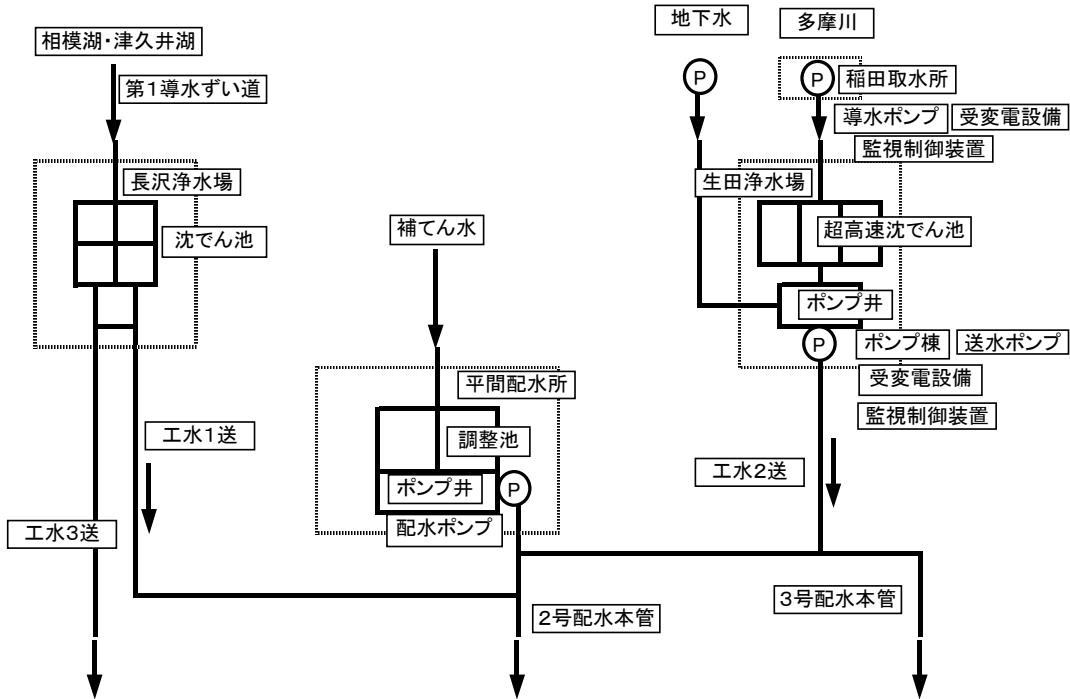 地下水
多摩川
相模湖・津久井湖
P
P
稲田取水所
第1導水ずい道
導水ポンプ
受変電設備
監視制御装置
長沢浄水場
生田浄水場
補てん水
超高速沈でん池
沈でん池
ポンプ井
P
ポンプ棟
送水ポンプ
平間配水所
受変電設備
監視制御装置
工水1送
調整池
工水2送
ポンプ井
P
工水3送
配水ポンプ
3号配水本管
2号配水本管